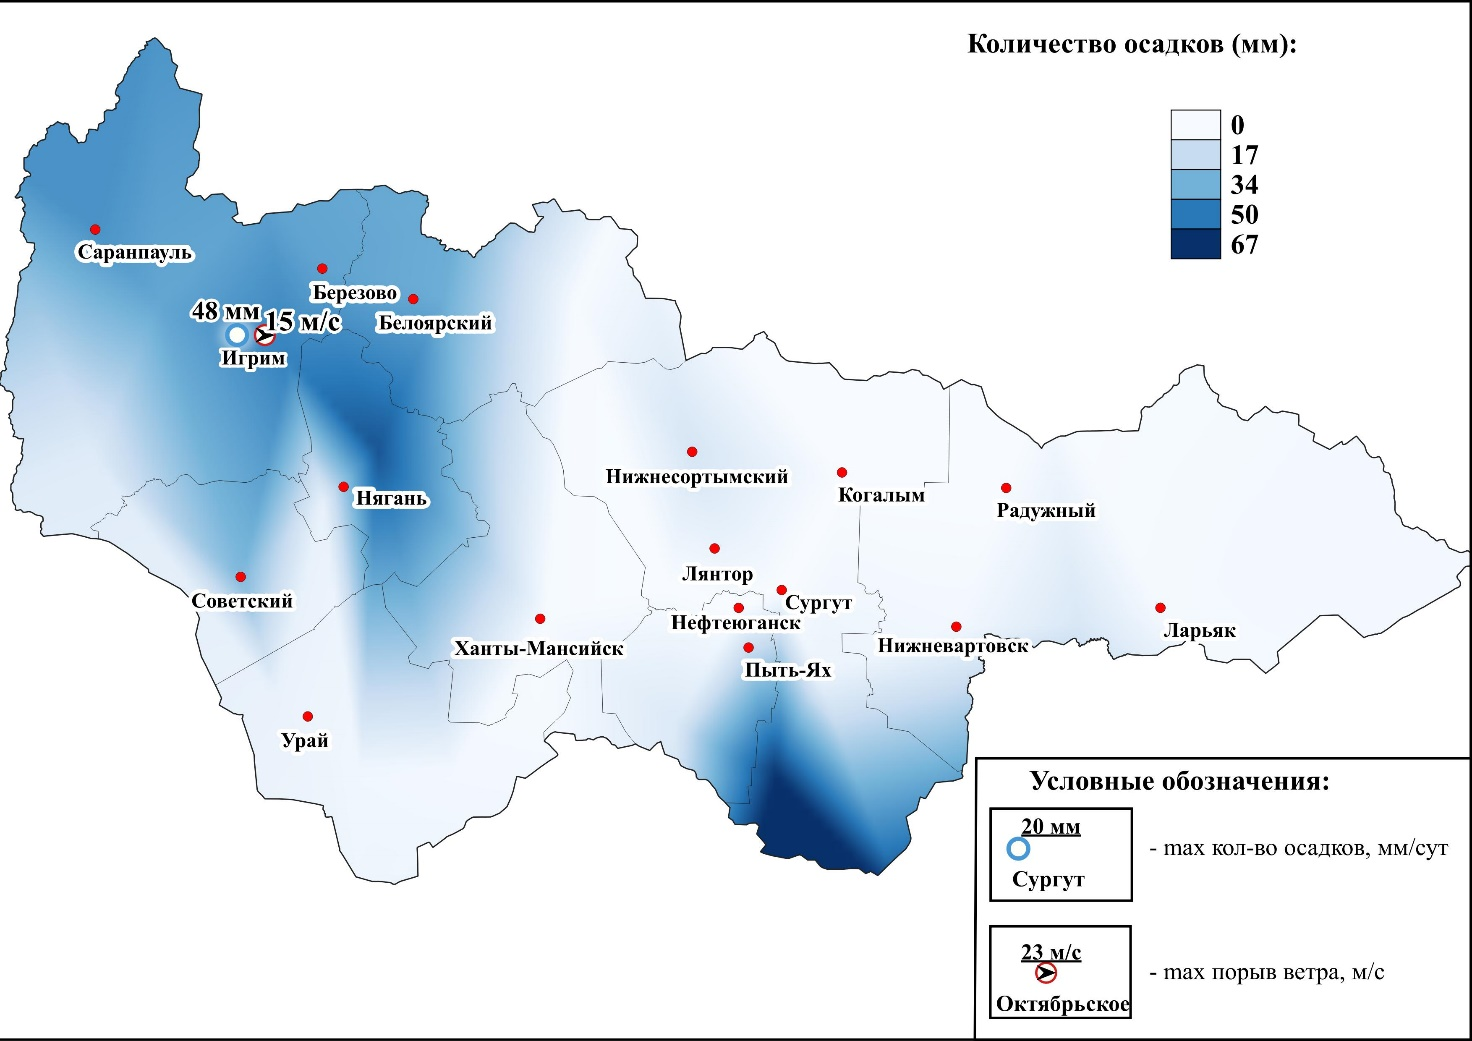 Количество осадков (мм):
0
17
34
50
67
Саранпауль
Березово
48 мм
15 м/с
Белоярский
Игрим
Нягань
Нижнесортымский
Когалым
Радужный
Лянтор
Советский
Сургут
Нефтеюганск
Ларьяк
Ханты-Мансийск
Нижневартовск
Пыть-Ях
Урай
Условные обозначения:
20 мм
- max кол-во осадков, мм/сут
Сургут
23 м/с
- max порыв ветра, м/с
Октябрьское